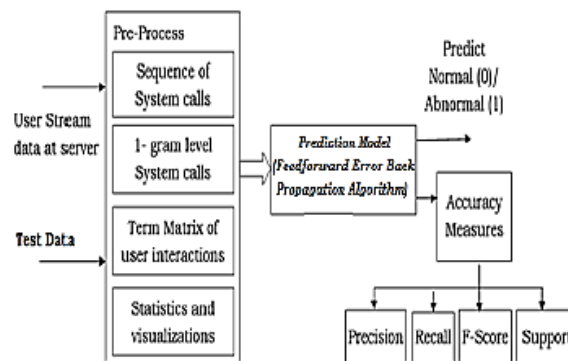 Pre-Process
Sequence of
System calls
1- gram level
System calls
Term Matrix of
user interactions
Statistics and
visualizations
User Stream
data at server
Test Data
Prediction Model
(Feedforward Error Back
Propagation Algorithm)
Predict
Normal (0)/
Abnormal (1)
Accuracy
Measures
Precision
Recall
F-Score
Support